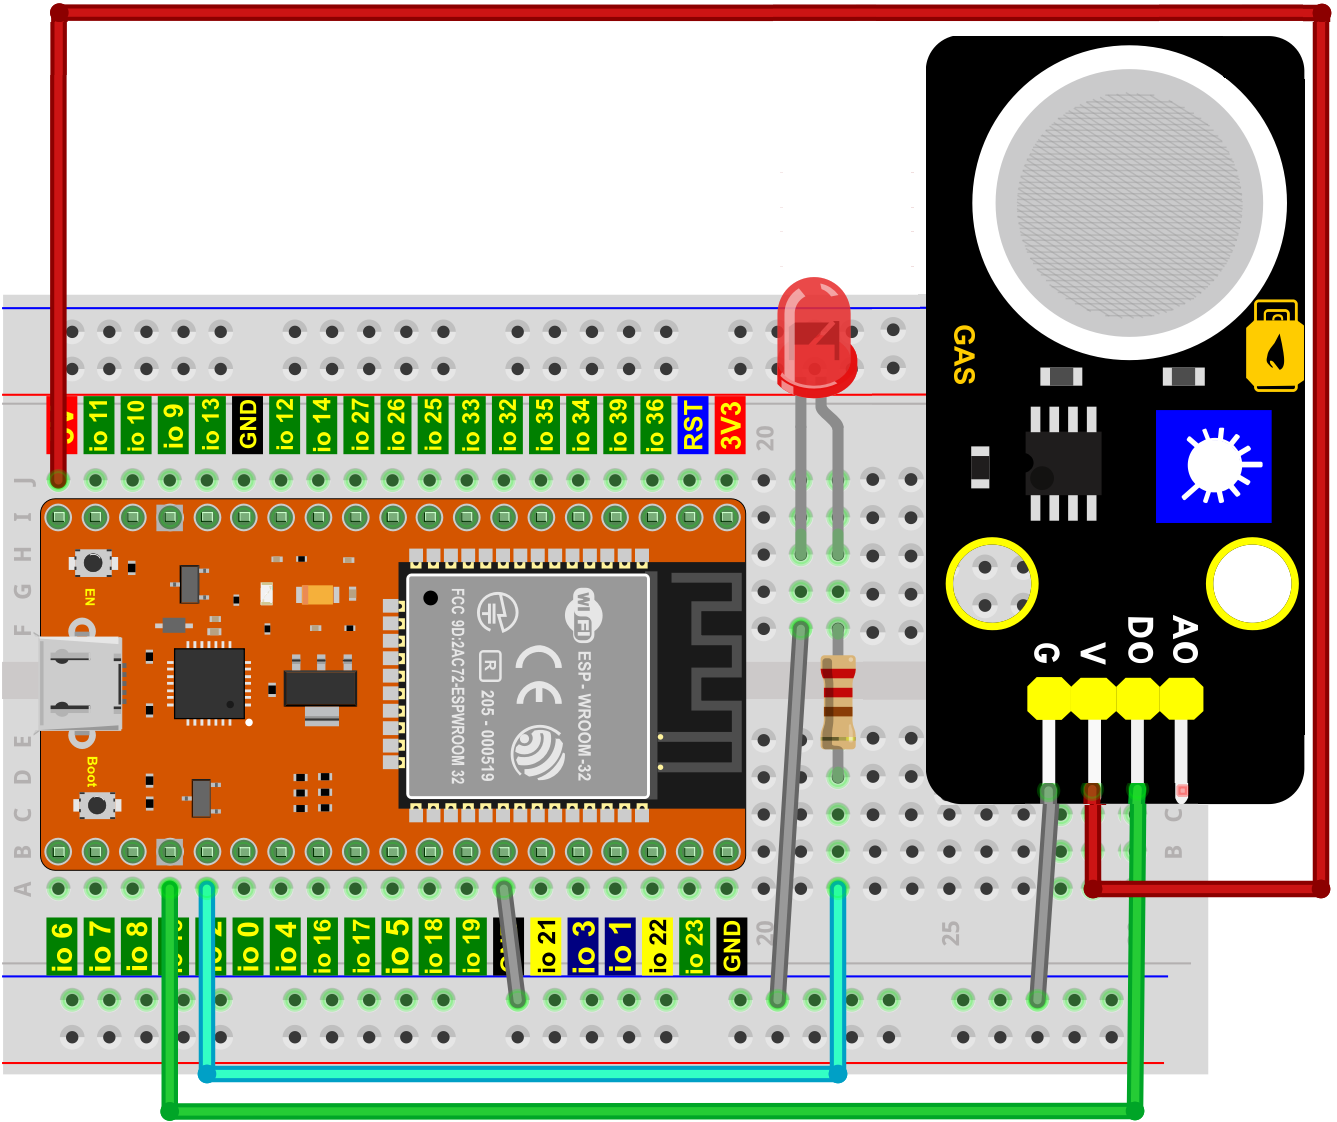 io 11
io 10
io 9
io 13
GND
io 12
io 14
io 27
io 26
io 25
io 33
io 32
io 35
io 34
io 39
io 36
RST
3V3
20
J
I
H
G
F
E
D
C
B
A
EN
Boot
WiFi
ESP - WROOM -32
CE
R
205 - 000519
FCC 9D:2AC72-ESPWROOM 32
GAS
G
V
DO
AO
C
B
io 6
io 7
io 8
io 0
io 4
io 16
io 17
io 5
io 18
io 19
io 21
io 3
io 1
io 22
io 23
GND
20
25